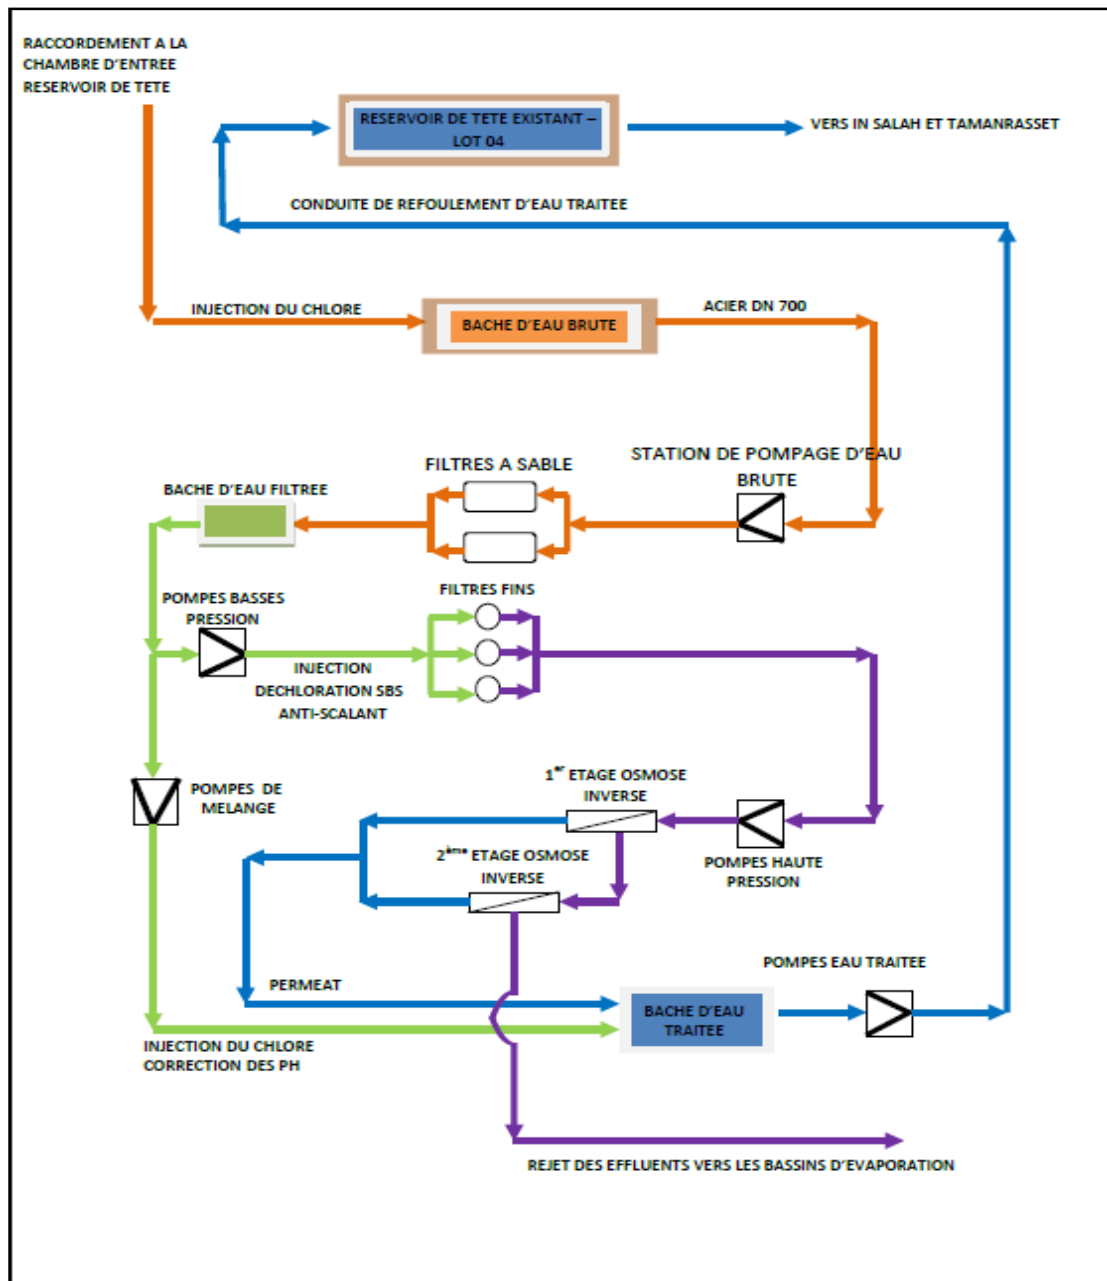 RACCORDEMENT A LA
CHAMBRE D'ENTREE
RESERVOIR DE TETE
RESERVOIR DE TETE EXISTANT –
LOT 04
VERS IN SALAH ET TAMANRASSET
CONDUITE DE REFOULEMENT D'EAU TRAITEE
INJECTION DU CHLORE
BACHE D'EAU BRUTE
ACIER DN 700
STATION DE POMPAGE D'EAU
BRUTE
FILTRES A SABLE
BACHE D'EAU FILTREE
POMPES BASSES
PRESSION
FILTRES FINS
INJECTION
DECHLORATION SBS
ANTI-SCALANT
POMPES DE
MELANGE
1er ETAGE OSMOSE
INVERSE
POMPES HAUTE
PRESSION
2ème ETAGE OSMOSE
INVERSE
POMPES EAU TRAITEE
PERMEAT
BACHE D'EAU
TRAITEE
INJECTION DU CHLORE
CORRECTION DES PH
REJET DES EFFLUENTS VERS LES BASSINS D'EVAPORATION